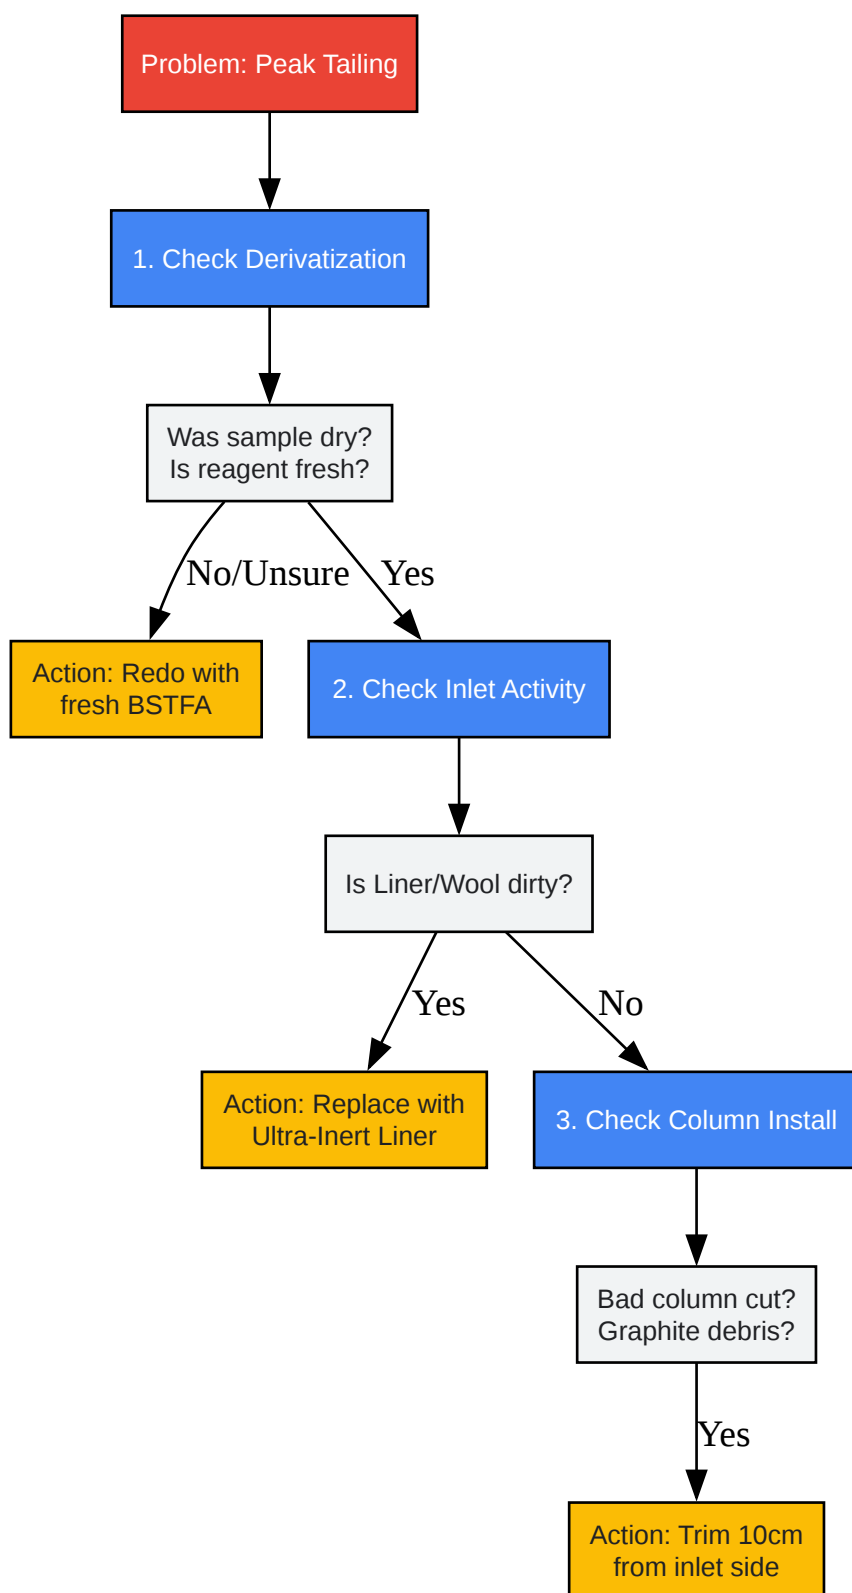 Problem: Peak Tailing
1. Check Derivatization
Was sample dry?
Is reagent fresh?
No/Unsure
Yes
Action: Redo with
fresh BSTFA
2. Check Inlet Activity
Is Liner/Wool dirty?
Yes
No
Action: Replace with
Ultra-Inert Liner
3. Check Column Install
Bad column cut?
Graphite debris?
Yes
Action: Trim 10cm
from inlet side